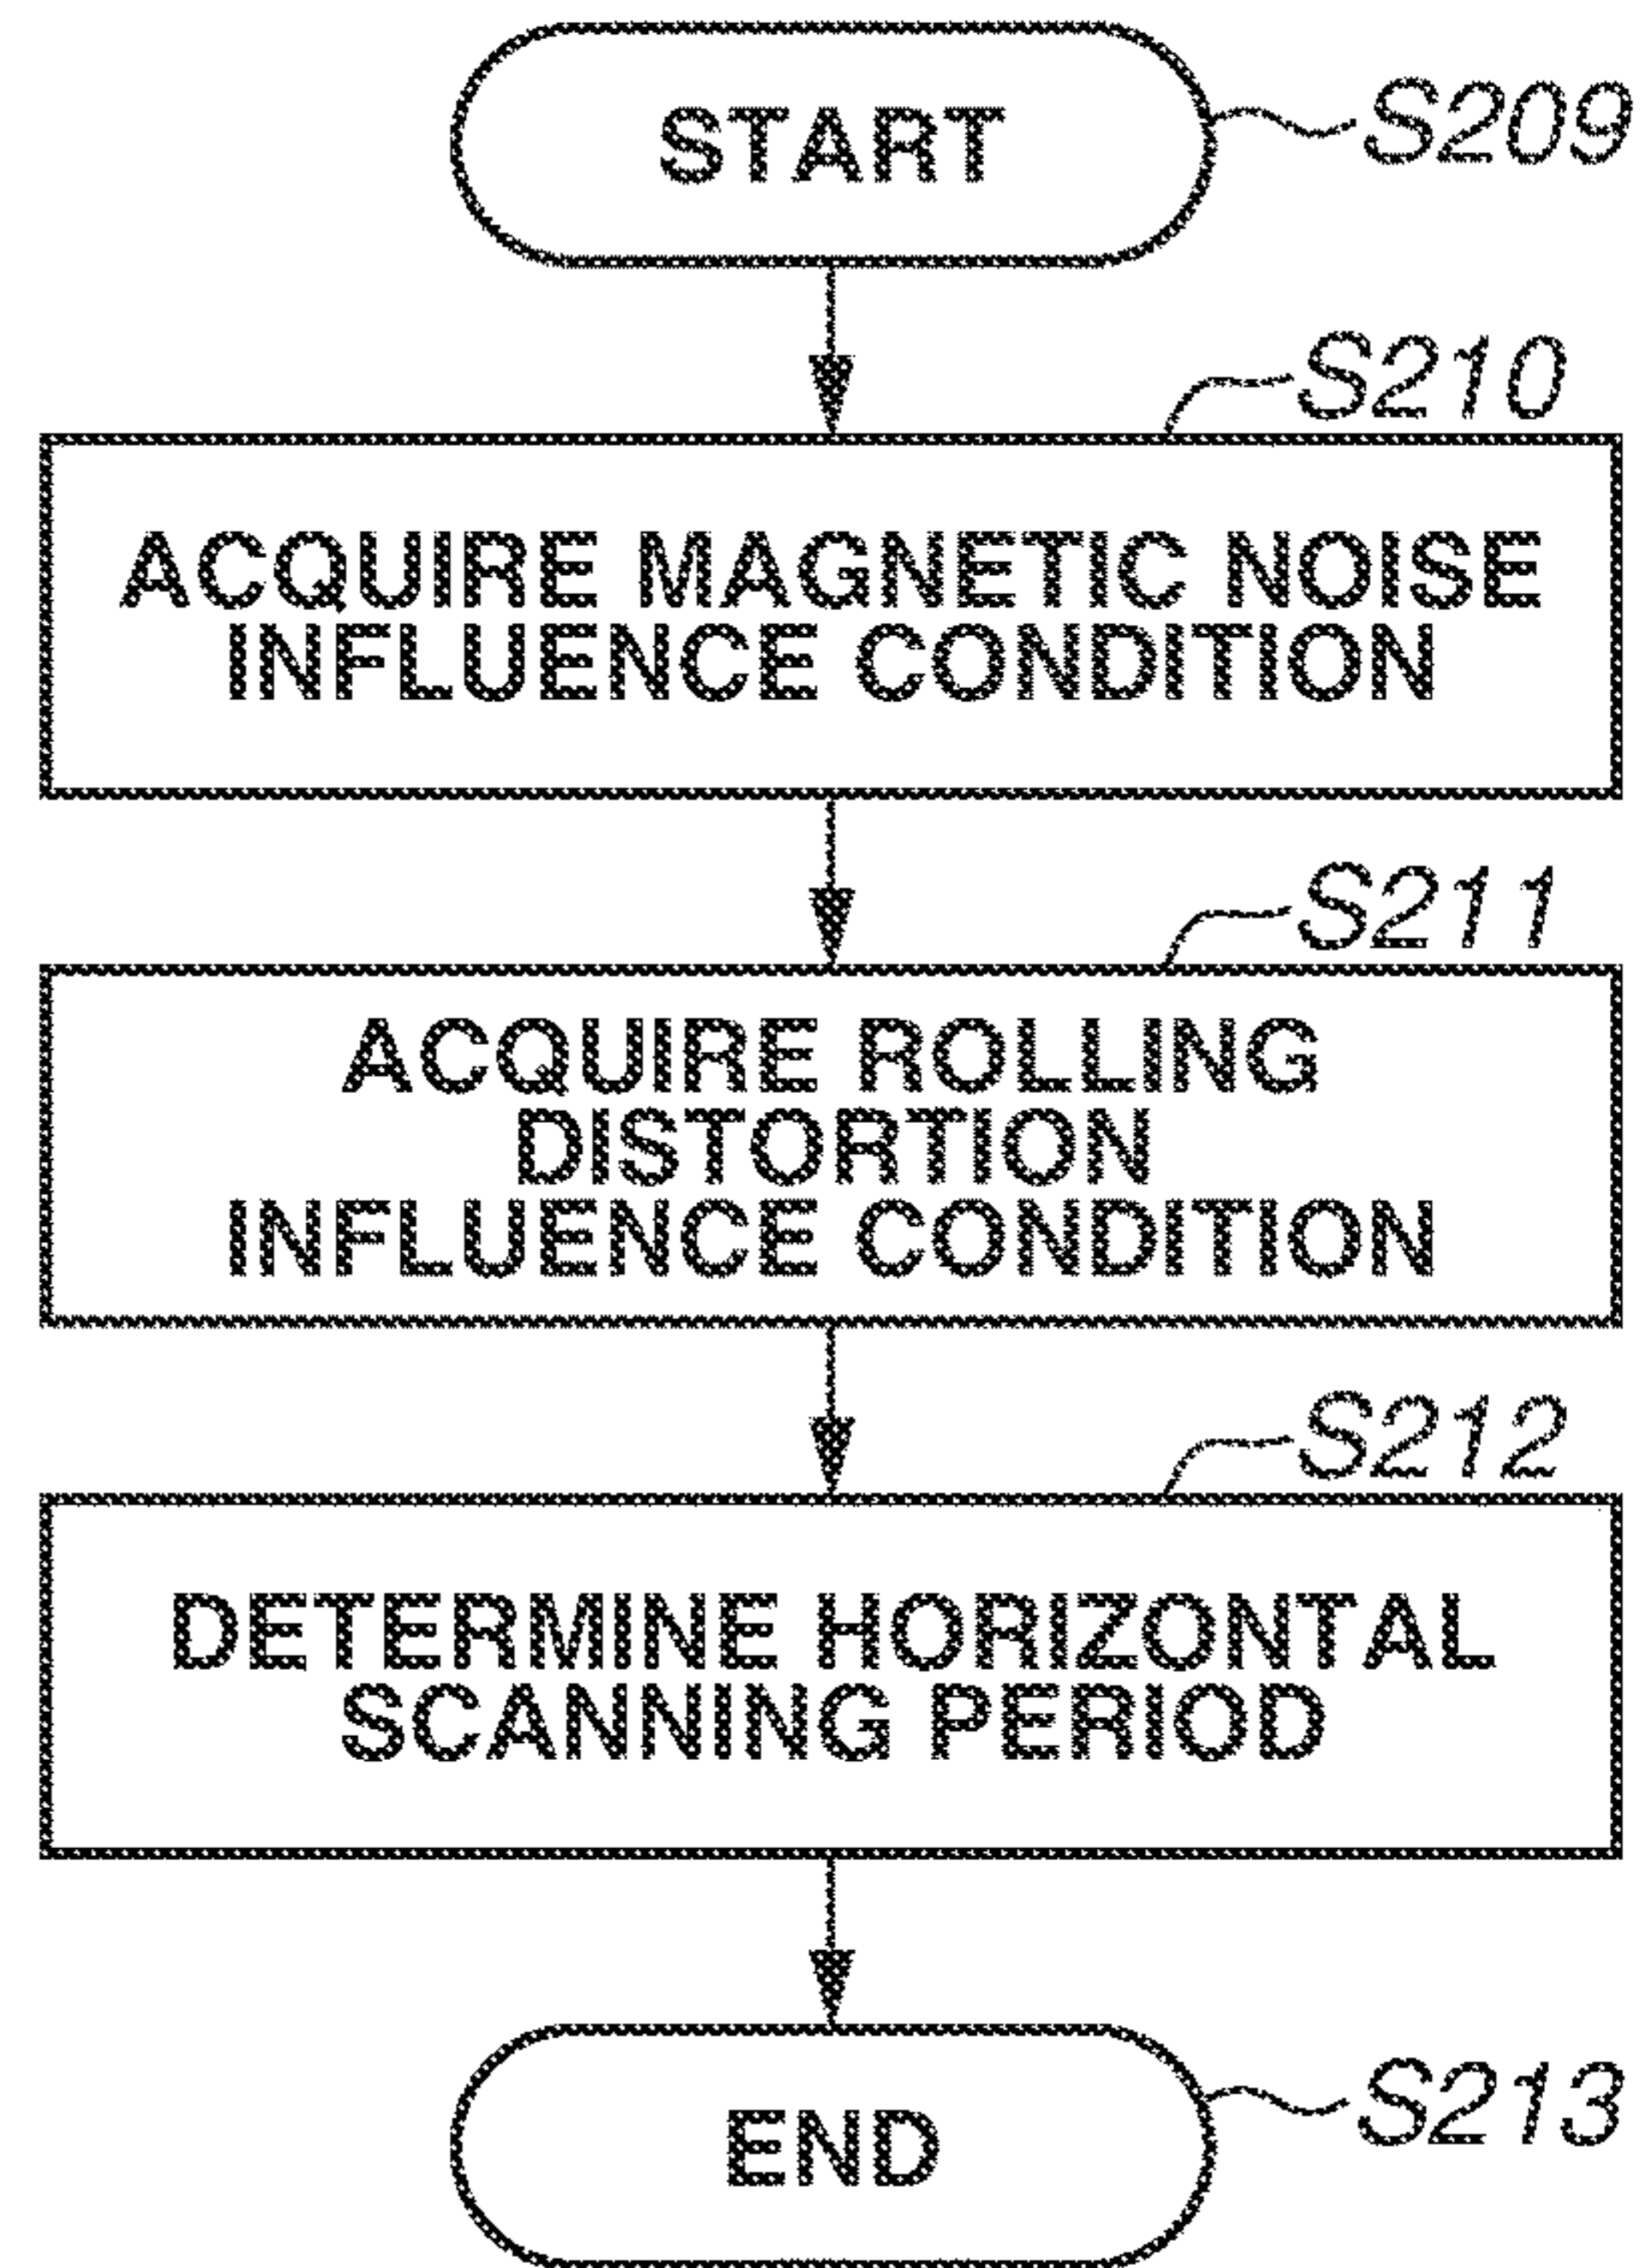 START
S209
S210
ACQUIRE MAGNETIC NOISE
INFLUENCE CONDITION
S211
ACQUIRE ROLLING
DISTORTION
INFLUENCE CONDITION
S212
DETERMINE HORIZONTAL
SCANNING PERIOD
END
S213